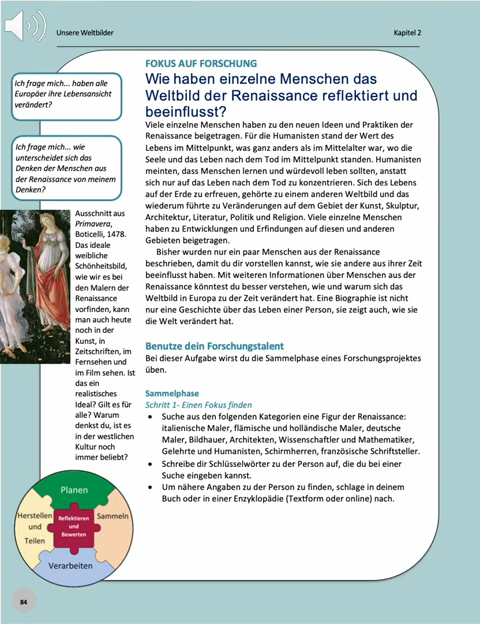 Unsere Weltbilder
Kapitel 2
Ich frage mich... haben alle
Europäer ihre Lebensansicht
verändert?
Ich frage mich... wie
unterscheidet sich das
Denken der Menschen aus
der Renaissance von meinem
Denken?
Ausschnitt aus
Primavera,
Boticelli, 1478.
Das ideale
weibliche
Schönheitsbild,
wie wir es bei
den Malern der
Renaissance
vorfinden, kann
man auch heute
noch in der
Kunst, in
Zeitschriften, im
Fernsehen und
im Film sehen. Ist
das ein
realistisches
Ideal? Gilt es für
alle? Warum
denkst du, ist es
in der westlichen
Kultur noch
immer beliebt?
FOKUS AUF FORSCHUNG
Wie haben einzelne Menschen das
Weltbild der Renaissance reflektiert und
beeinflusst?
Viele einzelne Menschen haben zu den neuen Ideen und Praktiken der
Renaissance beigetragen. Für die Humanisten stand der Wert des
Lebens im Mittelpunkt, was ganz anders als im Mittelalter war, wo die
Seele und das Leben nach dem Tod im Mittelpunkt standen. Humanisten
meinten, dass Menschen lernen und würdevoll leben sollten, anstatt
sich nur auf das Leben nach dem Tod zu konzentrieren. Sich des Lebens
auf der Erde zu erfreuen, gehörte zu einem anderen Weltbild und das
wiederum führte zu Veränderungen auf dem Gebiet der Kunst, Skulptur,
Architektur, Literatur, Politik und Religion. Viele einzelne Menschen
haben zu Entwicklungen und Erfindungen auf diesen und anderen
Gebieten beigetragen.
Bisher wurden nur ein paar Menschen aus der Renaissance
beschrieben, damit du dir vorstellen kannst, wie sie andere aus ihrer Zeit
beeinflusst haben. Mit weiteren Informationen über Menschen aus der
Renaissance könntest du besser verstehen, wie und warum sich das
Weltbild in Europa zu der Zeit verändert hat. Eine Biographie ist nicht
nur eine Geschichte über das Leben einer Person, sie zeigt auch, wie sie
die Welt verändert hat.
Benutze dein Forschungstalent
Bei dieser Aufgabe wirst du die Sammelphase eines Forschungsprojektes
üben.
Sammelphase
Schritt 1- Einen Fokus finden
• Suche aus den folgenden Kategorien eine Figur der Renaissance:
italienische Maler, flämische und holländische Maler, deutsche
Maler, Bildhauer, Architekten, Wissenschaftler und Mathematiker,
Gelehrte und Humanisten, Schirmherren, französische Schriftsteller.
• Schreibe dir Schlüsselwörter zu der Person auf, die du bei einer
Suche eingeben kannst.
• Um nähere Angaben zu der Person zu finden, schlage in deinem
Buch oder in einer Enzyklopädie (Textform oder online) nach.
Planen
Herstellen
und
Teilen
Reflektieren
und
Bewerten
Sammeln
Verarbeiten
84